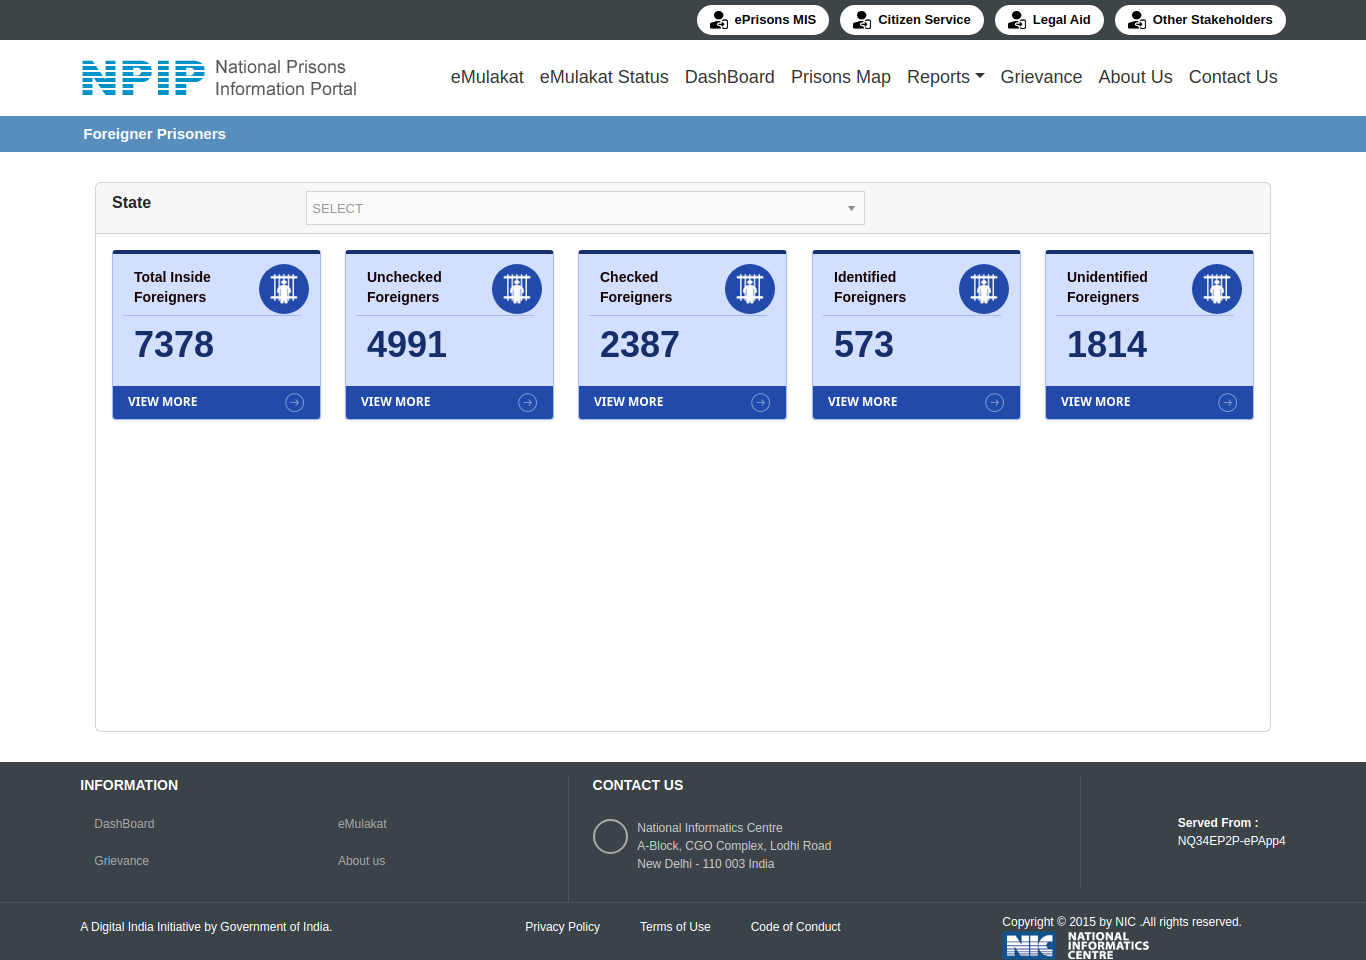 ePrisons MIS Citizen Service Legal Aid Other Stakeholders
NPIP National Prisons
Information Portal
eMulakat eMulakat Status DashBoard Prisons Map Reports Grievance About Us Contact Us
Foreigner Prisoners
State SELECT
Total Inside
Foreigners
7378
VIEW MORE
Unchecked
Foreigners
4991
VIEW MORE
Checked
Foreigners
2387
VIEW MORE
Identified
Foreigners
573
VIEW MORE
Unidentified
Foreigners
1814
VIEW MORE
INFORMATION
DashBoard eMulakat
Grievance About us
CONTACT US
National Informatics Centre
A-Block, CGO Complex, Lodhi Road
New Delhi - 110 003 India
Served From :
NQ34EP2P-ePApp4
A Digital India Initiative by Government of India.
Privacy Policy Terms of Use Code of Conduct
Copyright © 2015 by NIC .All rights reserved.
NIC NATIONAL
INFORMATICS
CENTRE